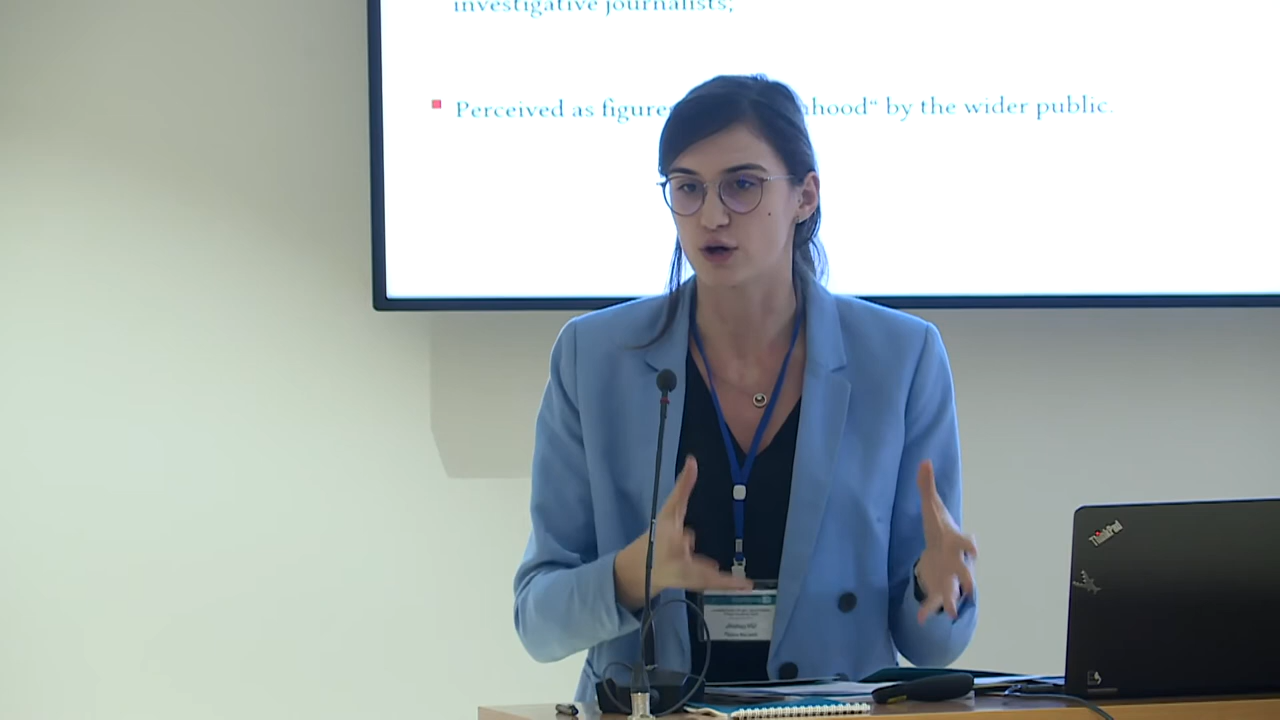 investigative journalists;
Perceived as figure hood“ by the wider public.
ThinkPad